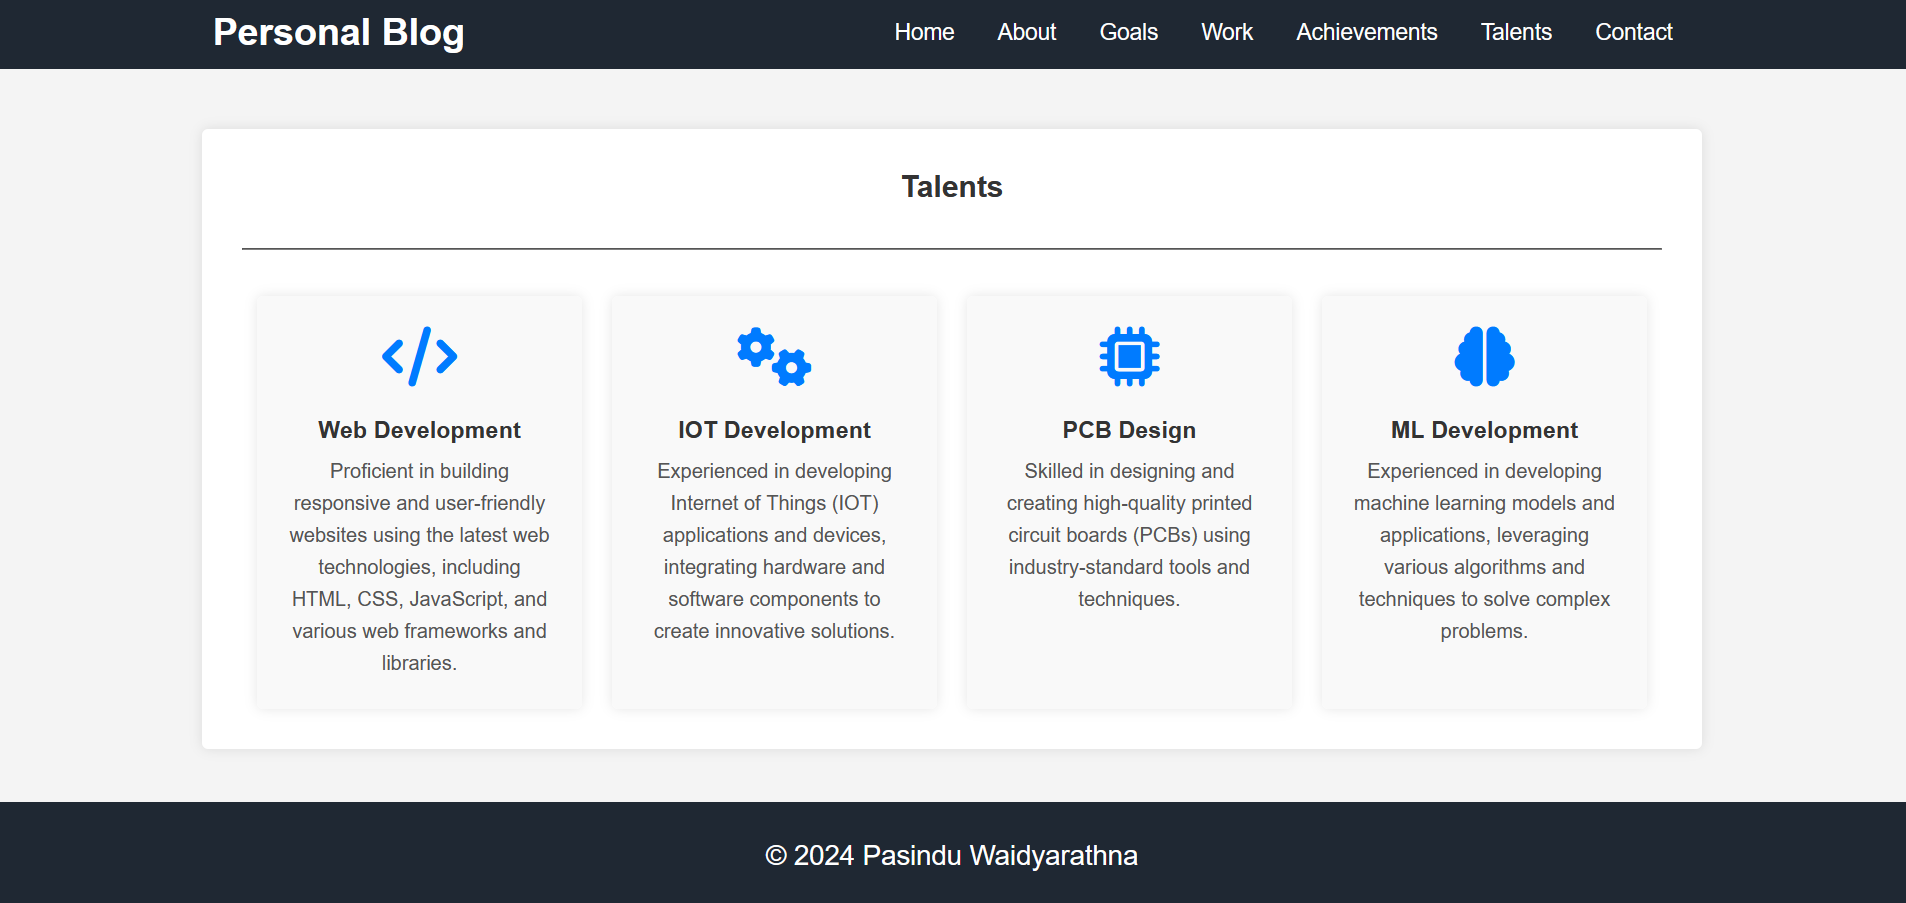 Personal Blog
Home About Goals Work Achievements Talents Contact
Talents
Web Development
Proficient in building
responsive and user-friendly
websites using the latest web
technologies, including
HTML, CSS, JavaScript, and
various web frameworks and
libraries.
IOT Development
Experienced in developing
Internet of Things (IOT)
applications and devices,
integrating hardware and
software components to
create innovative solutions.
PCB Design
Skilled in designing and
creating high-quality printed
circuit boards (PCBs) using
industry-standard tools and
techniques.
ML Development
Experienced in developing
machine learning models and
applications, leveraging
various algorithms and
techniques to solve complex
problems.
© 2024 Pasindu Waidyarathna